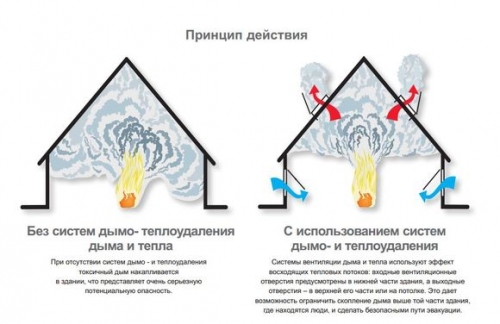 Принцип действия
Без систем дымо- теплоудаления
дыма и тепла
При отсутствии систем дымо - и теплоудаления
токсичный дым накапливается
в здании, что представляет очень серьезную
потенциальную опасность.
С использованием систем
дымо- и теплоудаления
Системы вентиляции дыма и тепла используют эффект
восходящих тепловых потоков: входные вентиляционные
отверстия предусмотрены в нижней части здания, а выходные
отверстия – в верхней его части или на потолке. Это дает
возможность ограничить скопление дыма выше той части здания,
где находятся люди, и сделать безопасными пути эвакуации.